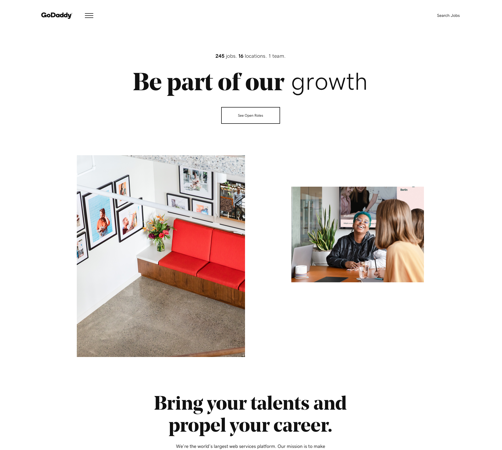 GoDaddy
Search Jobs
245 jobs. 16 locations. 1 team
Be part of our growth
See Open Roles
Bring your talents and
propel your career.
We're the world's largest web services platform. Our mission is to make